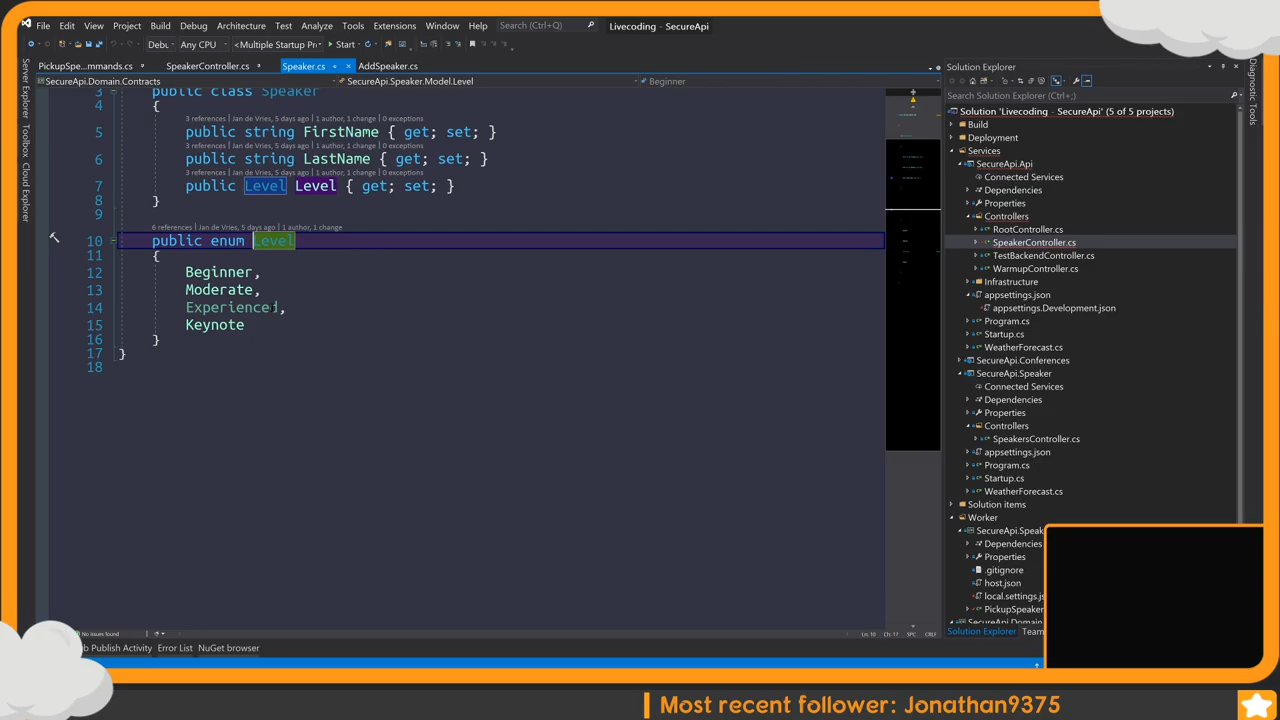 File Edit View Project Build Debug Architecture Test Analyze Tools Extensions Window Help Search (Ctrl+Q) Livecoding - SecureApi
Debu Any CPU <Multiple Startup Pr Start
PickupSpe...mmands.cs SpeakerController.cs Speaker.cs AddSpeaker.cs
SecureApi.Domain.Contracts SecureApi.Speaker.Model.Level Beginner
3 public class Speaker
4 {
3 references | Jan de Vries, 5 days ago | 1 author, 1 change | 0 exceptions
5 public string FirstName { get; set; }
3 references | Jan de Vries, 5 days ago | 1 author, 1 change | 0 exceptions
6 public string LastName { get; set; }
3 references | Jan de Vries, 5 days ago | 1 author, 1 change | 0 exceptions
7 public Level Level { get; set; }
8 }
9
6 references | Jan de Vries, 5 days ago | 1 author, 1 change
10 public enum Level
11 {
12 Beginner,
13 Moderate,
14 Experienced,
15 Keynote
16 }
17 }
18
No issues found
Ln: 10 Ch: 17 SPC CRLF
Publish Activity Error List NuGet browser
Server Explorer
Toolbox
Cloud Explorer
Solution Explorer
Search Solution Explorer (Ctrl+;)
Solution 'Livecoding - SecureApi' (5 of 5 projects)
Build
Deployment
Services
SecureApi.Api
Connected Services
Dependencies
Properties
Controllers
RootController.cs
SpeakerController.cs
TestBackendController.cs
WarmupController.cs
Infrastructure
appsettings.json
appsettings.Development.json
Program.cs
Startup.cs
WeatherForecast.cs
SecureApi.Conferences
SecureApi.Speaker
Connected Services
Dependencies
Properties
Controllers
SpeakersController.cs
appsettings.json
Program.cs
Startup.cs
WeatherForecast.cs
Solution items
Worker
SecureApi.Speak
Dependencies
Properties
.gitignore
host.json
local.settings.js
PickupSpeaker
SecureApi.Domain
Solution Explorer Team
Diagnostic Tools
Most recent follower: Jonathan9375